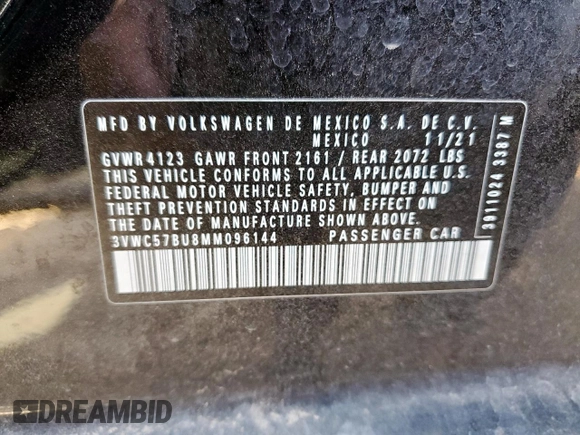 MFD BY VOLKSWAGEN DE MEXICO S.A. DE C.V.
MEXICO 11/21
GVWR 4123 GAWR FRONT 2161 / REAR 2072 LBS
THIS VEHICLE CONFORMS TO ALL APPLICABLE U.S.
FEDERAL MOTOR VEHICLE SAFETY, BUMPER AND
THEFT PREVENTION STANDARDS IN EFFECT ON
THE DATE OF MANUFACTURE SHOWN ABOVE.
3VWC57BU8MM096144 PASSENGER CAR
3011024 3387 M
DREAMBID